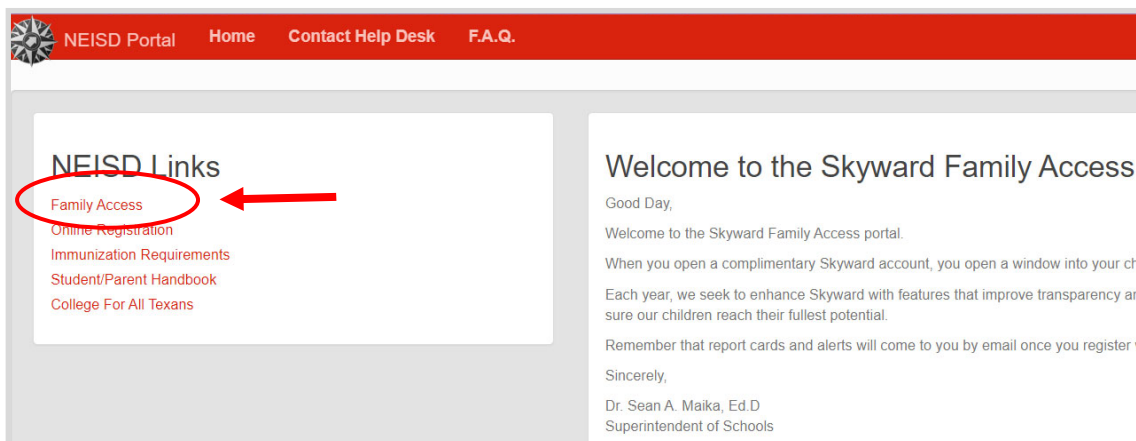 NEISD Portal Home Contact Help Desk F.A.Q.
NEISD Links
Family Access
Online Registration
Immunization Requirements
Student/Parent Handbook
College For All Texans
Welcome to the Skyward Family Access
Good Day,
Welcome to the Skyward Family Access portal.
When you open a complimentary Skyward account, you open a window into your
Each year, we seek to enhance Skyward with features that improve transparency
sure our children reach their fullest potential.
Remember that report cards and alerts will come to you by email once you register
Sincerely,
Dr. Sean A. Maika, Ed.D
Superintendent of Schools